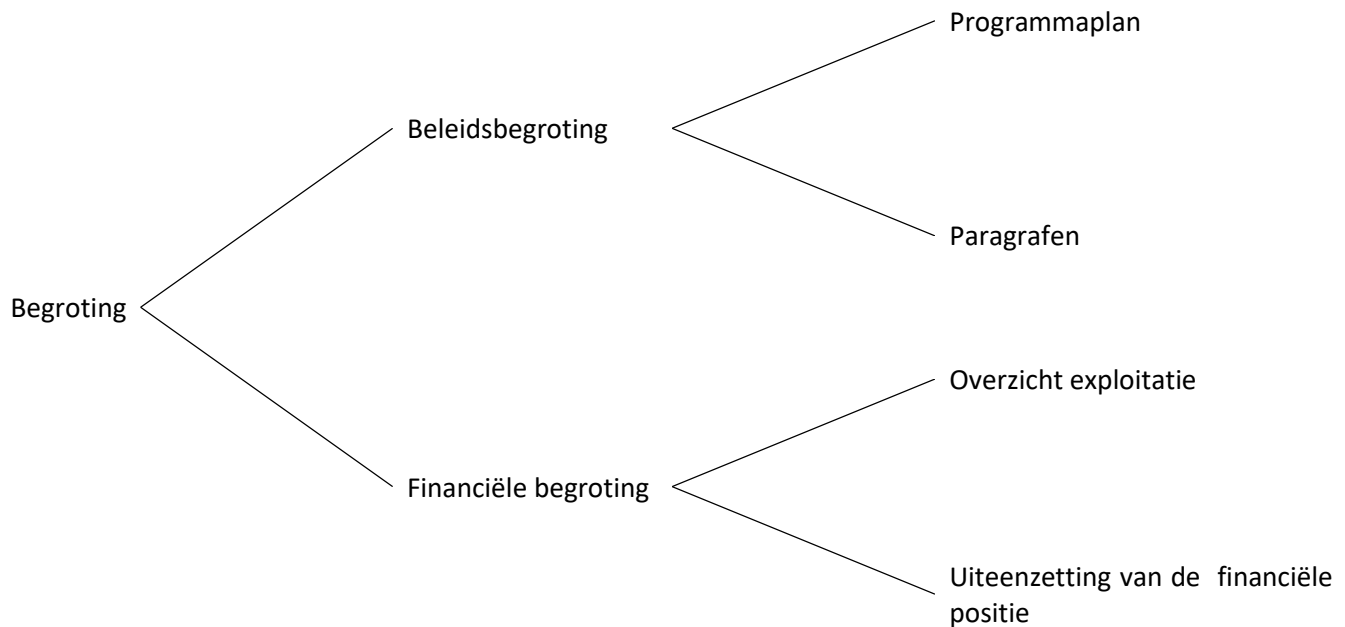 Programmaplan
Beleidsbegroting
Paragrafen
Begroting
Overzicht exploitatie
Financiële begroting
Uiteenzetting van de financiële
positie